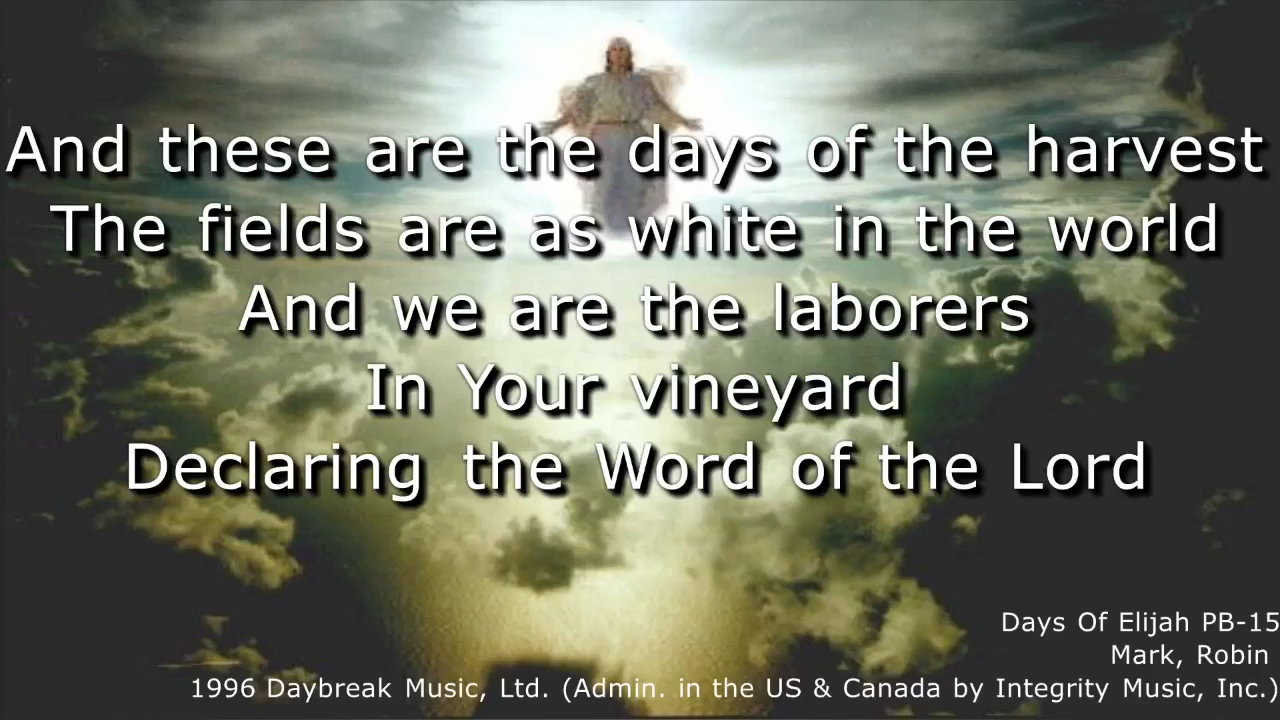 And these are the days of the harvest
The fields are as white in the world
And we are the laborers
In Your vineyard
Declaring the Word of the Lord
Days Of Elijah PB-15
Mark, Robin
1996 Daybreak Music, Ltd. (Admin. in the US & Canada by Integrity Music, Inc.)